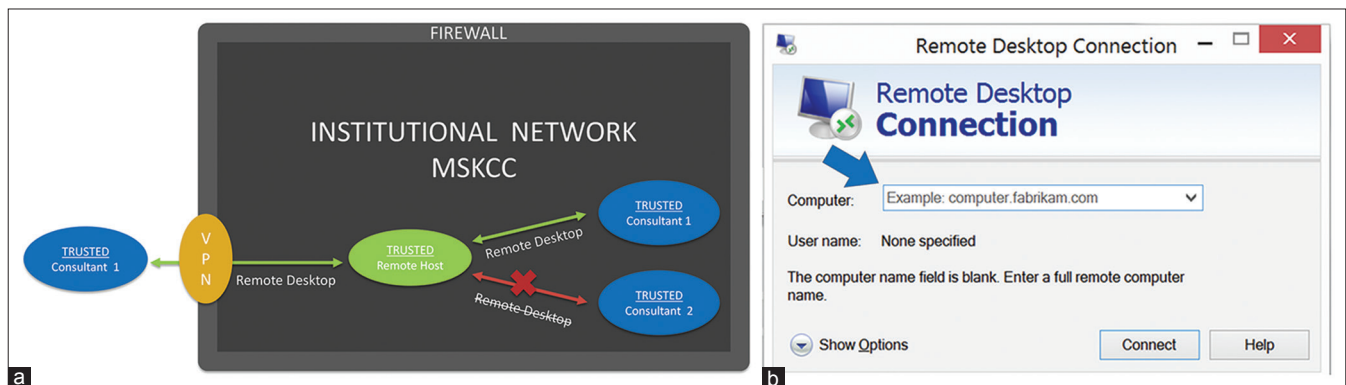 FIREWALL
INSTITUTIONAL NETWORK
MSKCC
TRUSTED
Consultant 1
V
P
N
Remote Desktop
TRUSTED
Remote Host
Remote Desktop
TRUSTED
Consultant 1
Remote Desktop
TRUSTED
Consultant 2
a
Remote Desktop Connection
Remote Desktop
Connection
Computer:
Example: computer.fabrikam.com
User name:
None specified
The computer name field is blank. Enter a full remote computer
name.
Show Options
Connect
Help
b